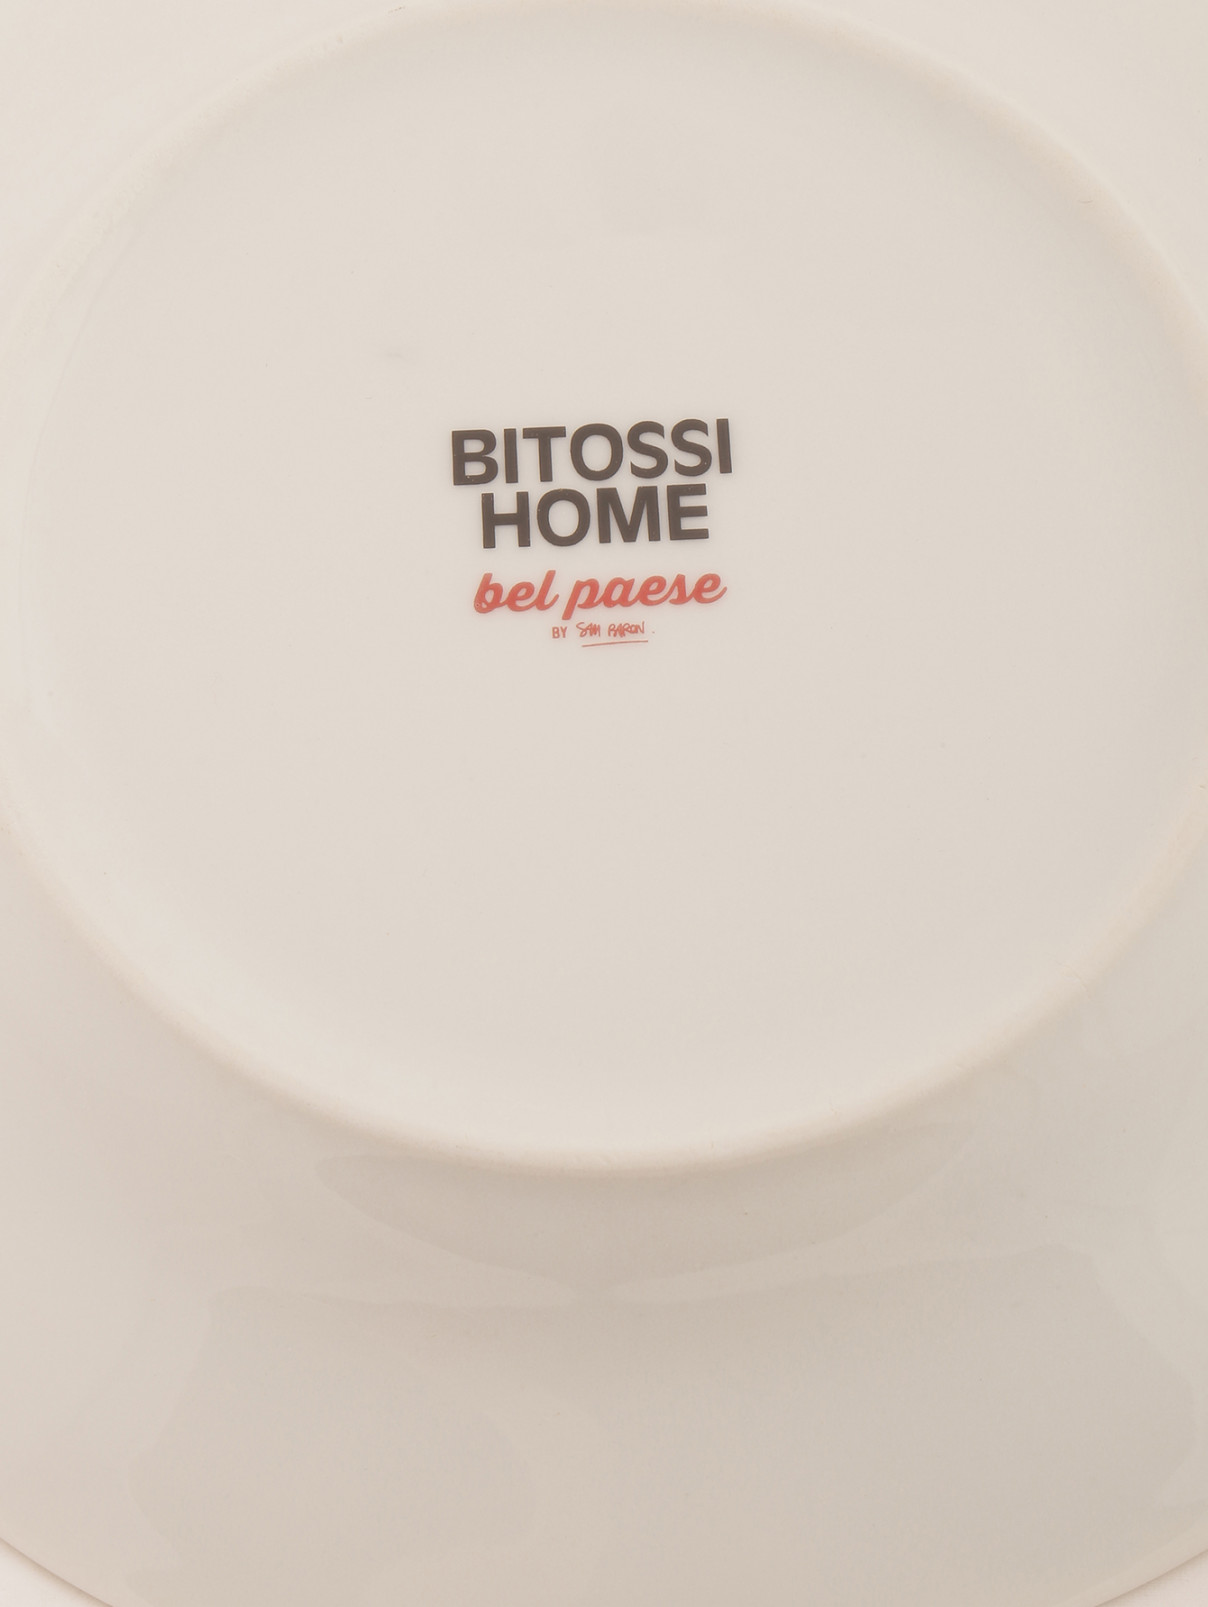 BITOSSI
HOME
bel paese
BY SAM BARON.